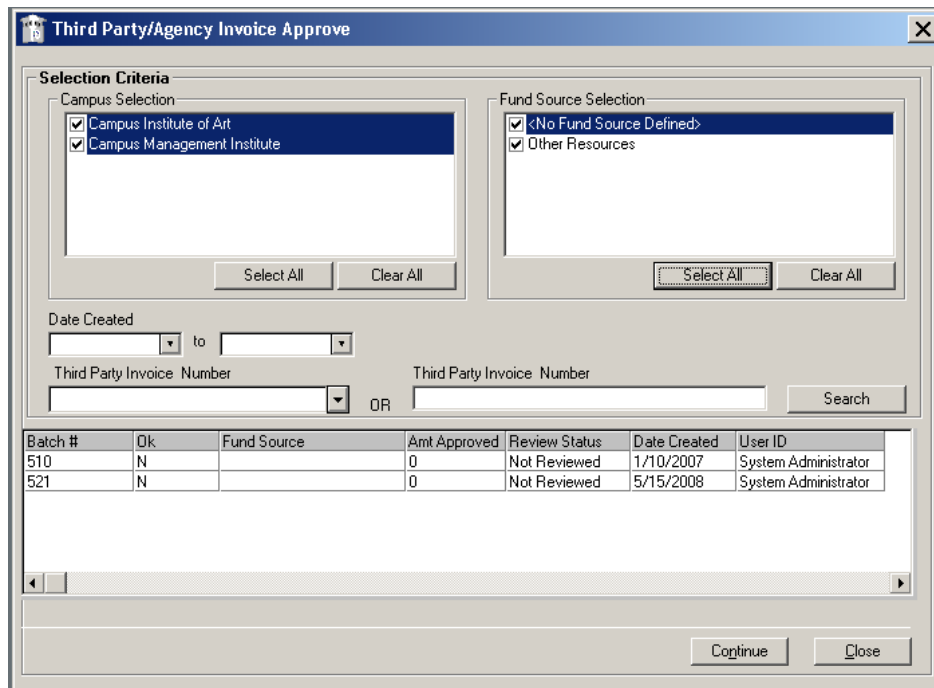 Third Party/Agency Invoice Approve
Selection Criteria
Campus Selection
Campus Institute of Art
Campus Management Institute
Select All
Clear All
Fund Source Selection
<No Fund Source Defined>
Other Resources
Select All
Clear All
Date Created
to
Third Party Invoice Number
OR
Third Party Invoice Number
Search
Batch # Ok Fund Source Amt Approved Review Status Date Created User ID
510 N 0 Not Reviewed 1/10/2007 System Administrator
521 N 0 Not Reviewed 5/15/2008 System Administrator
Continue
Close